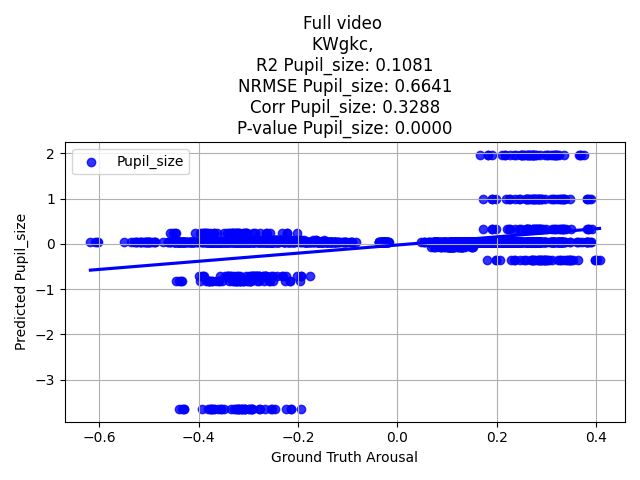 Full video
KWgkc,
R2 Pupil_size: 0.1081
NRMSE Pupil_size: 0.6641
Corr Pupil_size: 0.3288
P-value Pupil_size: 0.0000
Pupil_size
Predicted Pupil_size
2
1
0
−1
−2
−3
−0.6
−0.4
−0.2
0.0
0.2
0.4
Ground Truth Arousal